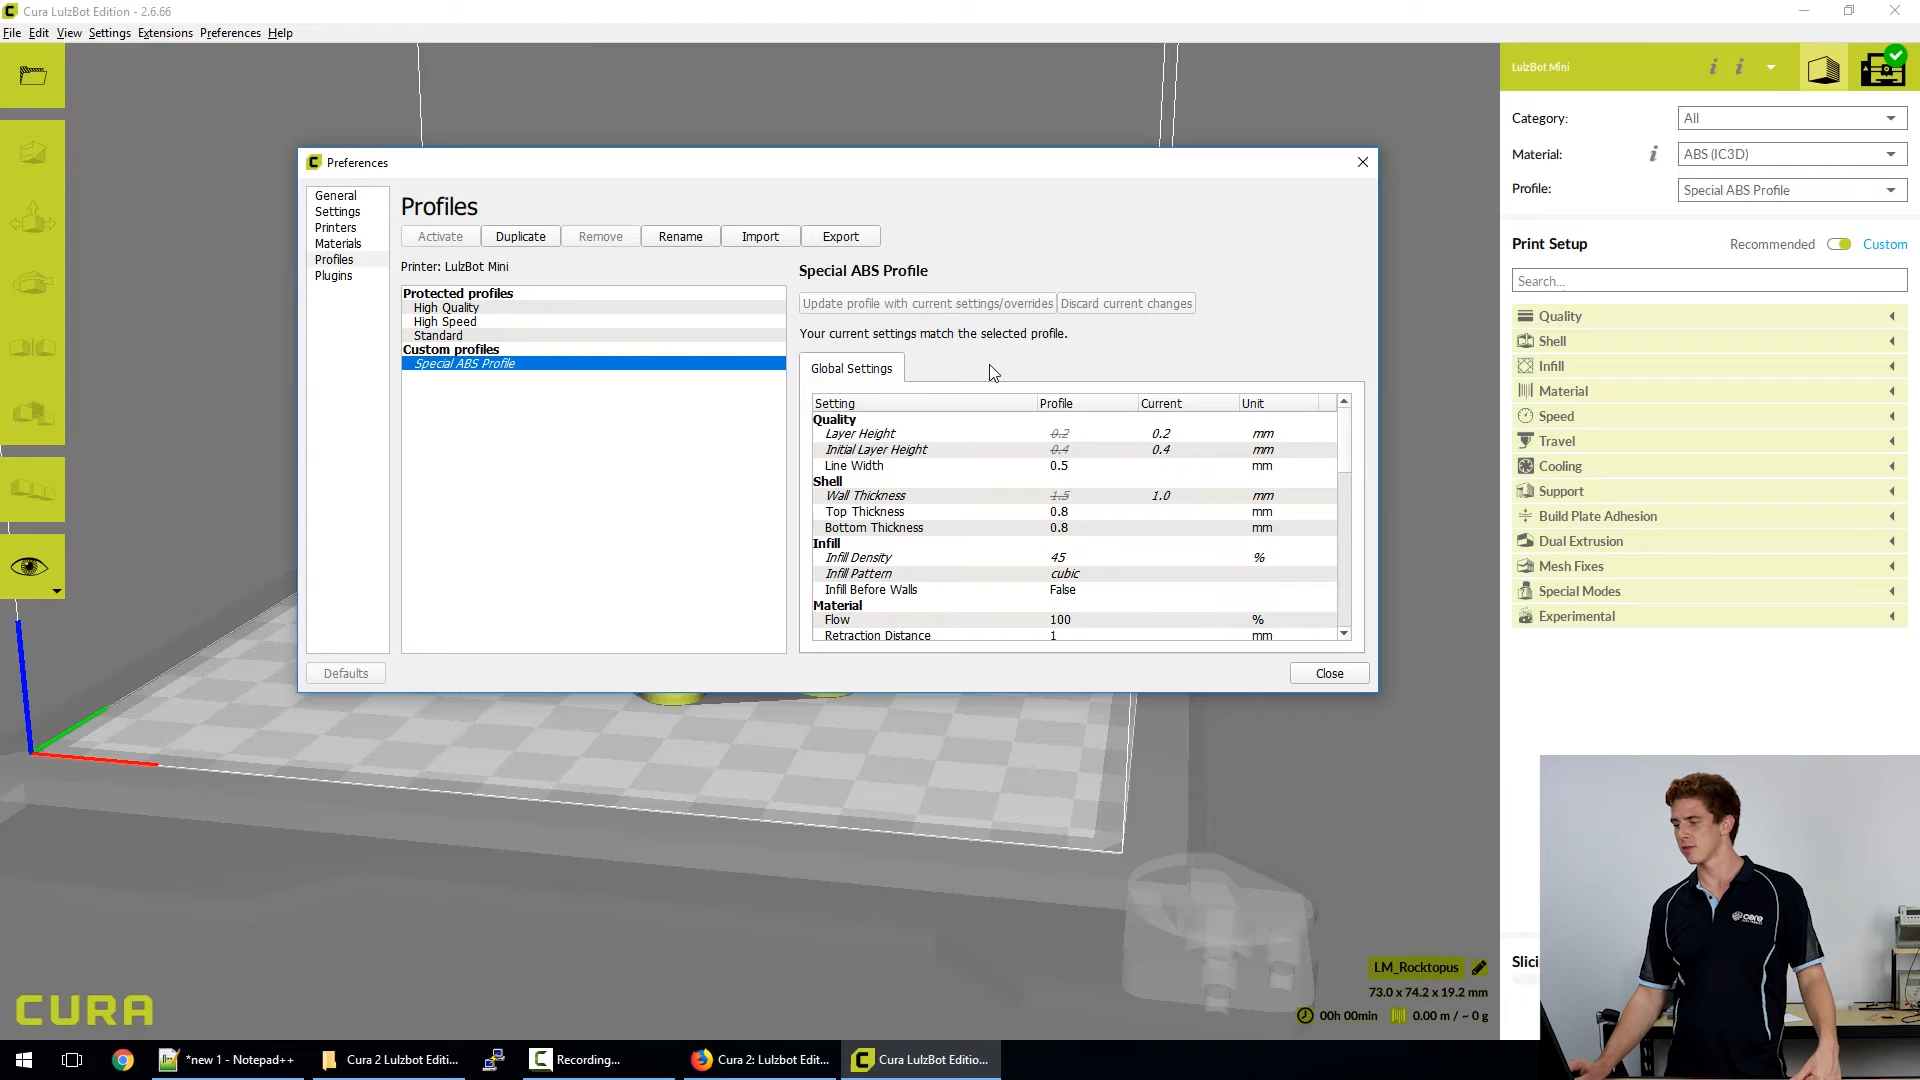 Cura LulzBot Edition - 2.6.66
File Edit View Settings Extensions Preferences Help
LulzBot Mini
Category: All
Material: ABS (IC3D)
Profile: Special ABS Profile
Print Setup Recommended Custom
Search...
Quality
Shell
Infill
Material
Speed
Travel
Cooling
Support
Build Plate Adhesion
Dual Extrusion
Mesh Fixes
Special Modes
Experimental
Preferences
General
Settings
Printers
Materials
Profiles
Plugins
Defaults
Profiles
Activate Duplicate Remove Rename Import Export
Printer: LulzBot Mini
Protected profiles
High Quality
High Speed
Standard
Custom profiles
Special ABS Profile
Special ABS Profile
Update profile with current settings/overrides Discard current changes
Your current settings match the selected profile.
Global Settings
Setting Profile Current Unit
Quality
Layer Height 0.2 0.2 mm
Initial Layer Height 0.4 0.4 mm
Line Width 0.5 mm
Shell
Wall Thickness 1.5 1.0 mm
Top Thickness 0.8 mm
Bottom Thickness 0.8 mm
Infill
Infill Density 45 %
Infill Pattern cubic
Infill Before Walls False
Material
Flow 100 %
Retraction Distance 1 mm
Close
LM_Rocktopus
73.0 x 74.2 x 19.2 mm
00h 00min 0.00 m / ~ 0 g
Slici
CURA
core
*new 1 - Notepad++ Cura 2 Lulzbot Editi... Recording... Cura 2: Lulzbot Edit... Cura LulzBot Editio...